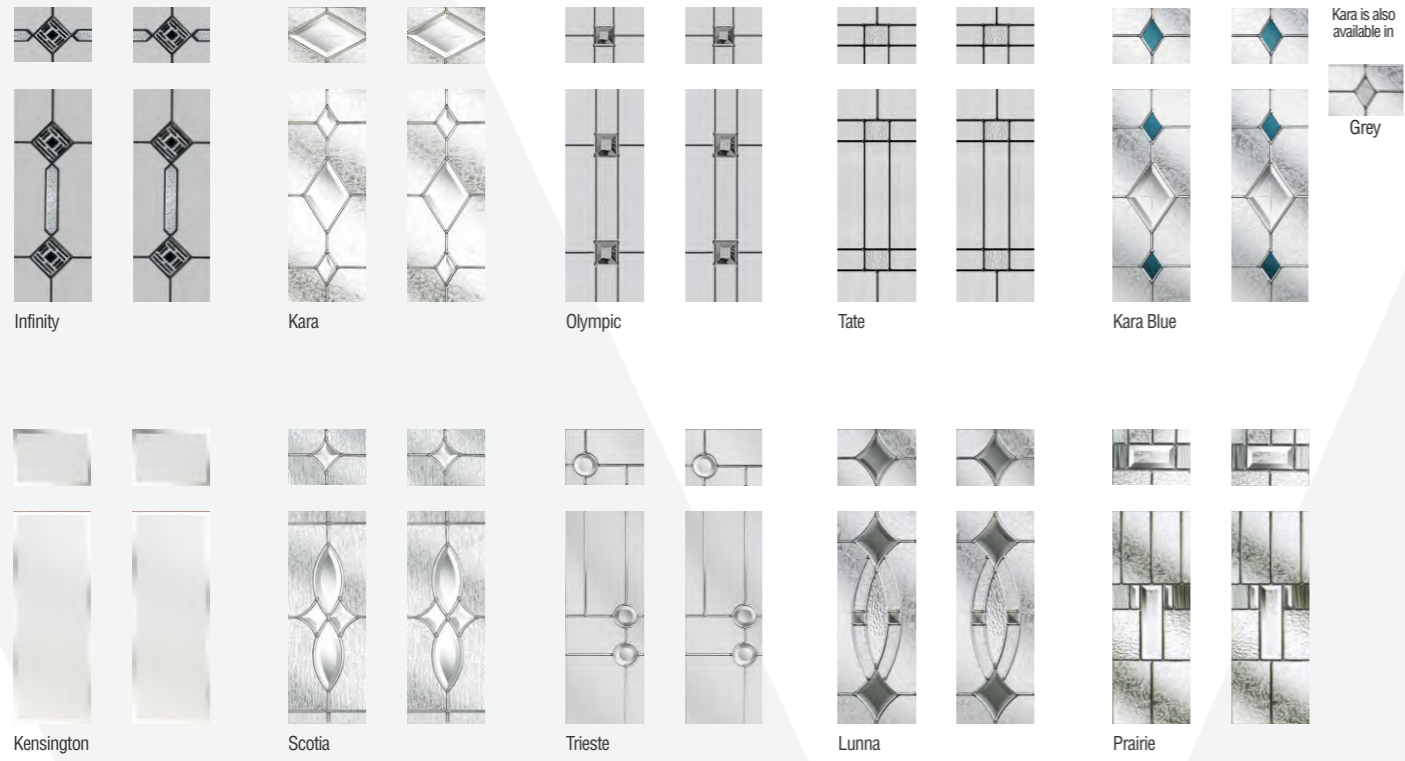 Kara is also
available in
Grey
Infinity
Kara
Olympic
Tate
Kara Blue
Kensington
Scotia
Trieste
Lunna
Prairie